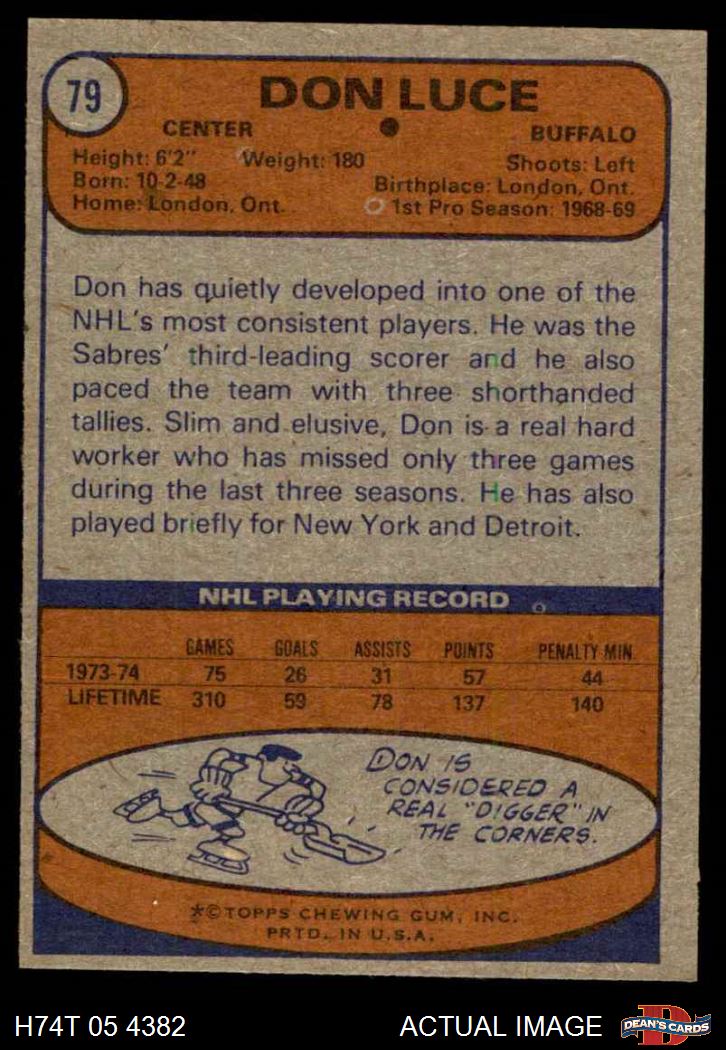 79
DON LUCE
CENTER
BUFFALO
Height: 6'2" Weight: 180 Shoots: Left
Born: 10-2-48 Birthplace: London, Ont.
Home: London, Ont. 1st Pro Season: 1968-69
Don has quietly developed into one of the
NHL's most consistent players. He was the
Sabres' third-leading scorer and he also
paced the team with three shorthanded
tallies. Slim and elusive, Don is a real hard
worker who has missed only three games
during the last three seasons. He has also
played briefly for New York and Detroit.
NHL PLAYING RECORD
GAMES GOALS ASSISTS POINTS PENALTY MIN.
1973-74 75 26 31 57 44
LIFETIME 310 59 78 137 140
DON IS
CONSIDERED A
REAL "DIGGER" IN
THE CORNERS.
*© TOPPS CHEWING GUM, INC.
PRTD. IN U.S.A.
H74T 05 4382 ACTUAL IMAGE
D
DEAN'S CARDS